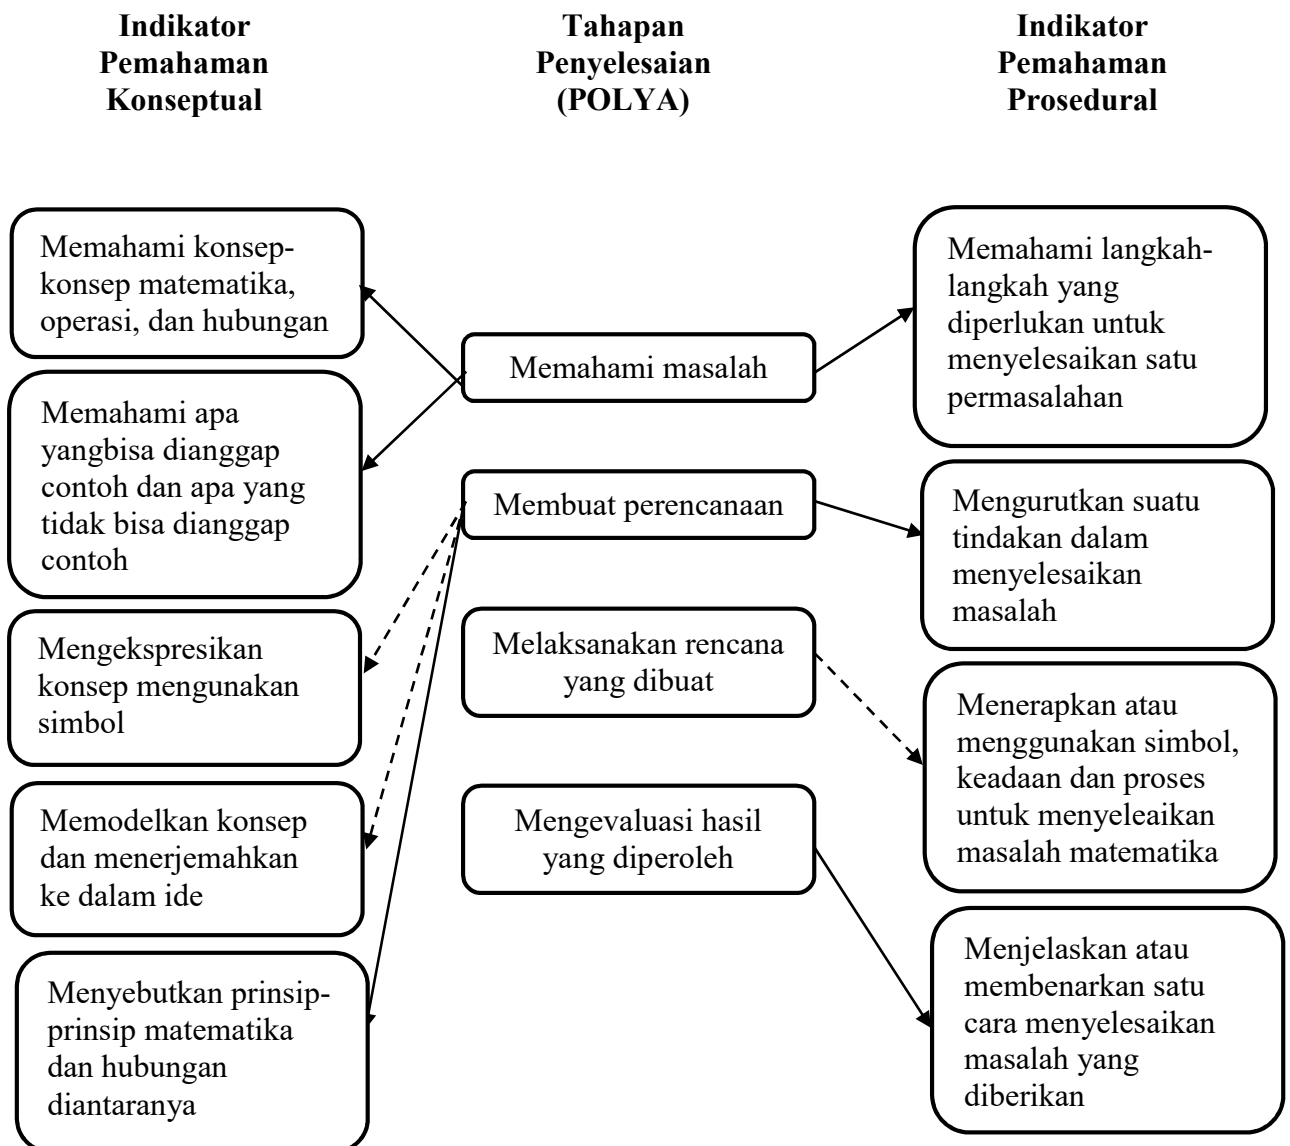 Indikator
Pemahaman
Konseptual
Tahapan
Penyelesaian
(POLYA)
Indikator
Pemahaman
Prosedural
Memahami konsep-
konsep matematika,
operasi, dan hubungan
Memahami apa
yangbisa dianggap
contoh dan apa yang
tidak bisa dianggap
contoh
Mengekspresikan
konsep mengunakan
simbol
Memodelkan konsep
dan menerjemahkan
ke dalam ide
Menyebutkan prinsip-
prinsip matematika
dan hubungan
diantaranya
Memahami masalah
Membuat perencanaan
Melaksanakan rencana
yang dibuat
Mengevaluasi hasil
yang diperoleh
Memahami langkah-
langkah yang
diperlukan untuk
menyelesaikan satu
permasalahan
Mengurutkan suatu
tindakan dalam
menyelesaikan
masalah
Menerapkan atau
menggunakan simbol,
keadaan dan proses
untuk menyeleaikan
masalah matematika
Menjelaskan atau
membenarkan satu
cara menyelesaikan
masalah yang
diberikan